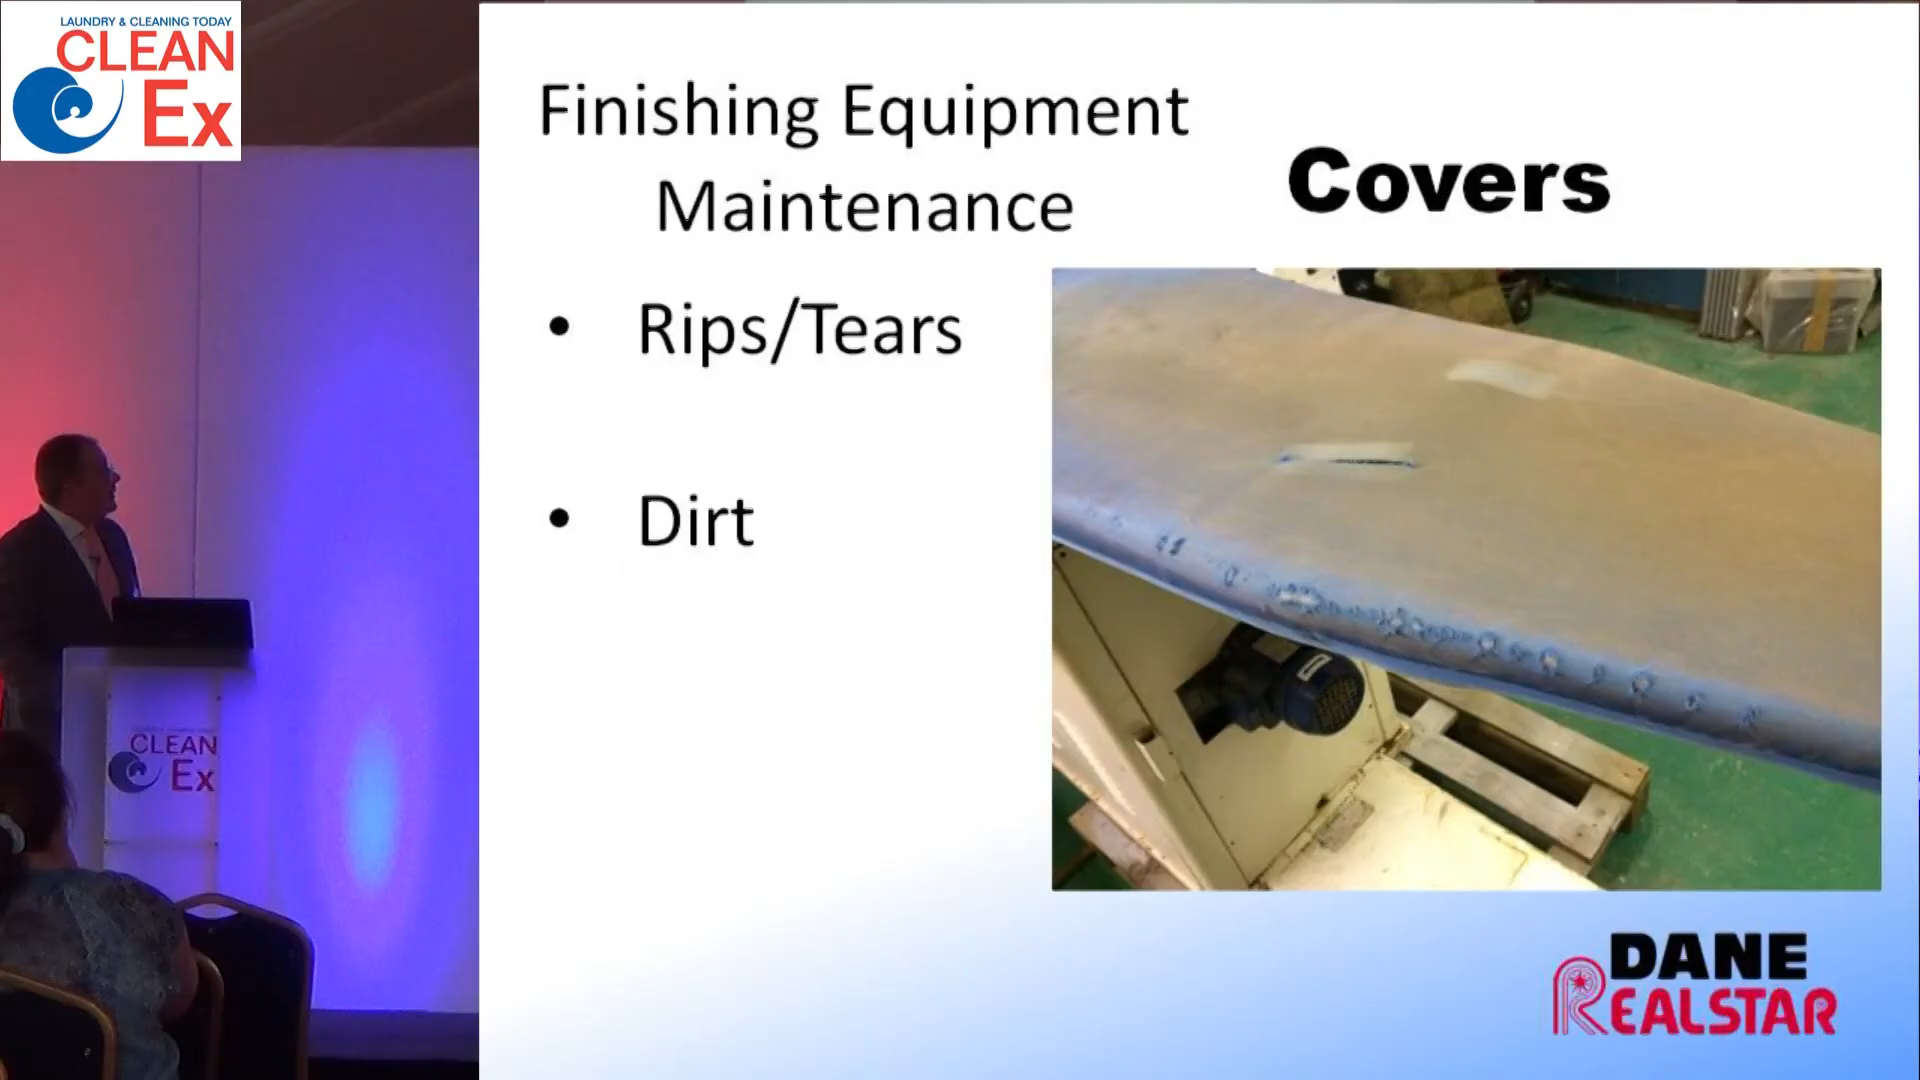 LAUNDRY & CLEANING TODAY
CLEAN
Ex
Finishing Equipment
Maintenance
Covers
• Rips/Tears
• Dirt
CLEAN
Ex
DANE
REALSTAR